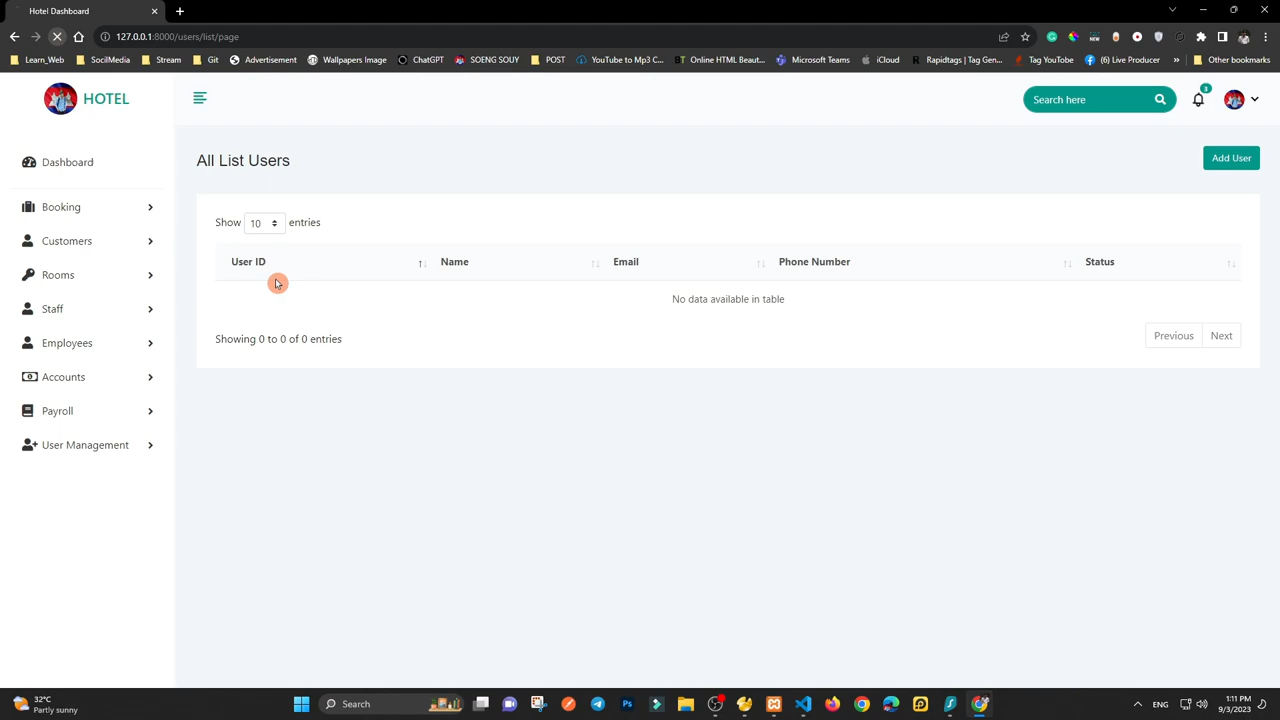 Hotel Dashboard
127.0.0.1:8000/users/list/page
Learn_Web
SocilMedia
Stream
Git
Advertisement
Wallpapers Image
ChatGPT
SOENG SOUY
POST
YouTube to Mp3 C...
BT Online HTML Beaut...
Microsoft Teams
iCloud
Rapidtags | Tag Gen...
Tag YouTube
(6) Live Producer
»
Other bookmarks
HOTEL
Search here
3
Dashboard
All List Users
Add User
Booking
Customers
Rooms
Staff
Employees
Accounts
Payroll
User Management
Show 10 entries
User ID Name Email Phone Number Status
No data available in table
Showing 0 to 0 of 0 entries
Previous Next
32°C
Partly sunny
Search
ENG
1:11 PM
9/3/2023